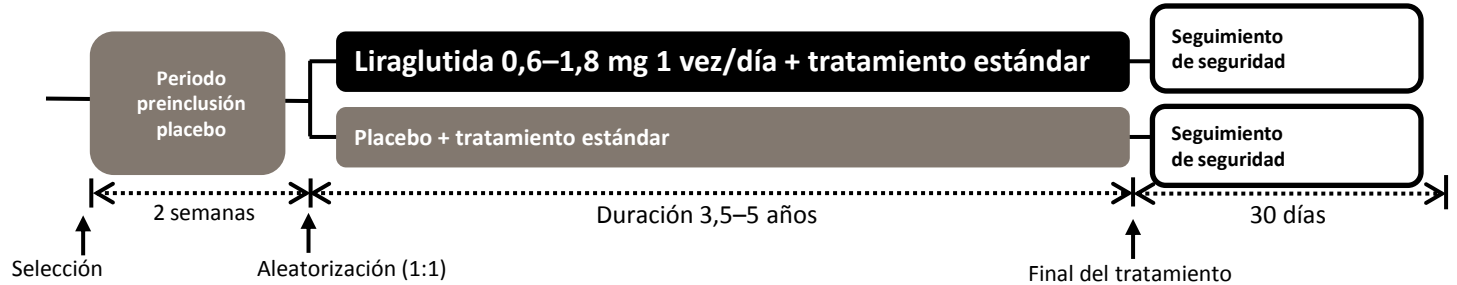 Periodo
preinclusión
placebo
Liraglutida 0,6–1,8 mg 1 vez/día + tratamiento estándar
Placebo + tratamiento estándar
Seguimiento
de seguridad
Seguimiento
de seguridad
2 semanas
Duración 3,5–5 años
30 días
Selección
Aleatorización (1:1)
Final del tratamiento